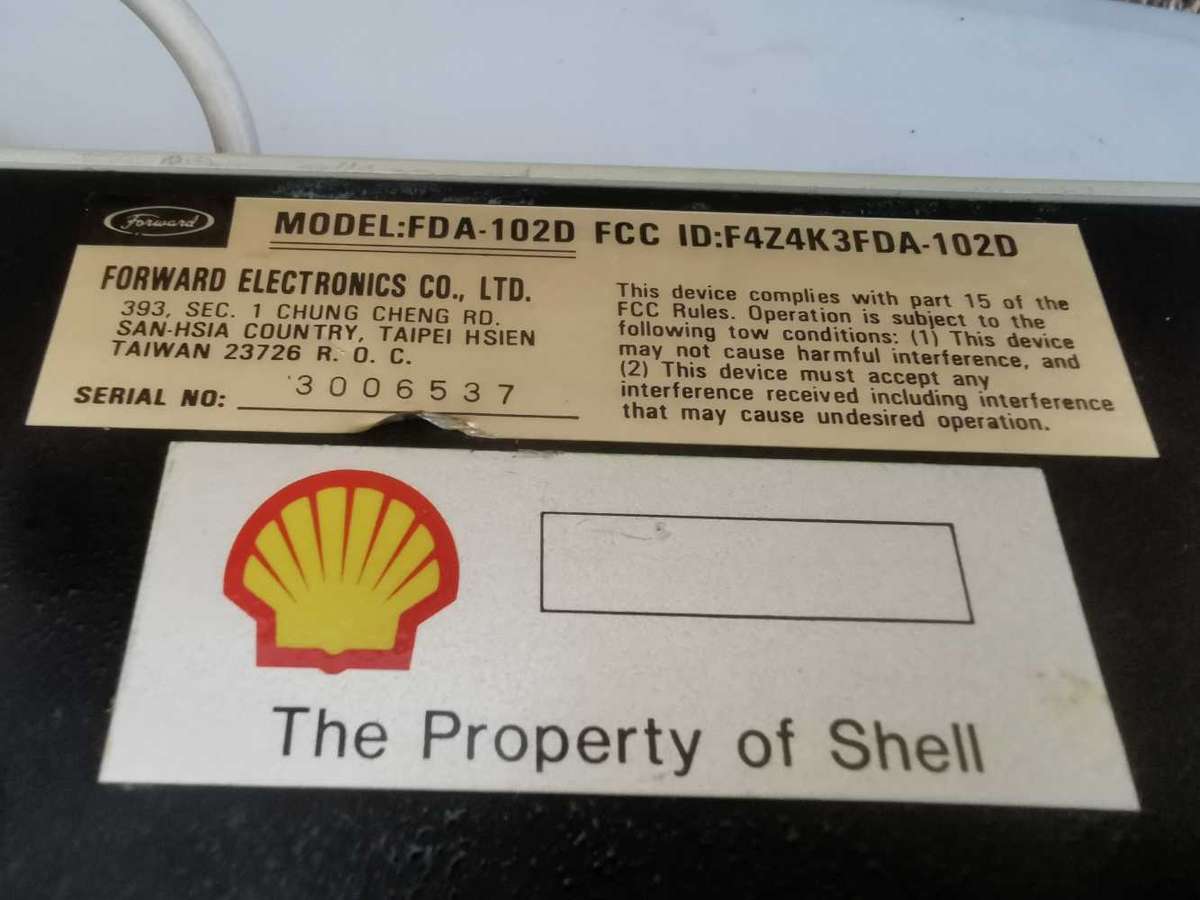 Forward
MODEL:FDA-102D FCC ID:F4Z4K3FDA-102D
FORWARD ELECTRONICS CO., LTD.
393, SEC. 1 CHUNG CHENG RD.
SAN-HSIA COUNTRY, TAIPEI HSIEN
TAIWAN 23726 R. O. C.
SERIAL NO: 3006537
This device complies with part 15 of the
FCC Rules. Operation is subject to the
following tow conditions: (1) This device
may not cause harmful interference, and
(2) This device must accept any
interference received including interference
that may cause undesired operation.
The Property of Shell